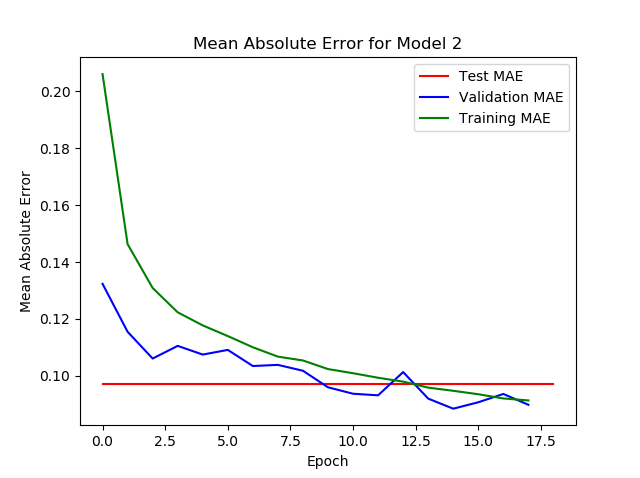 Mean Absolute Error for Model 2
Test MAE
Validation MAE
Training MAE
Mean Absolute Error
0.20
0.18
0.16
0.14
0.12
0.10
0.0 2.5 5.0 7.5 10.0 12.5 15.0 17.5
Epoch